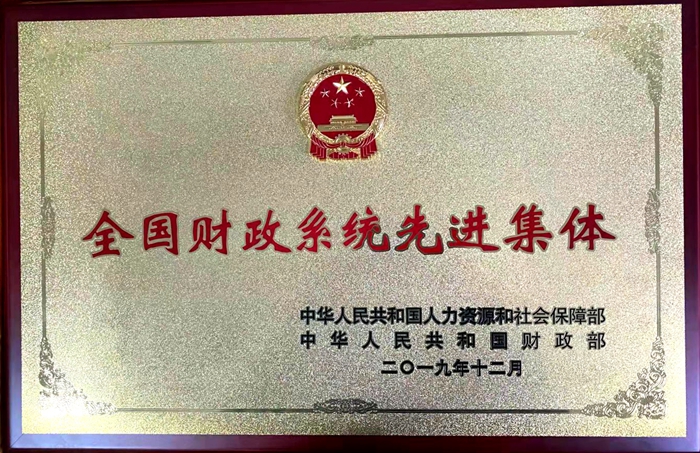 全国财政系统先进集体
中华人民共和国人力资源和社会保障部
中华人民共和国财政部
二〇一九年十二月